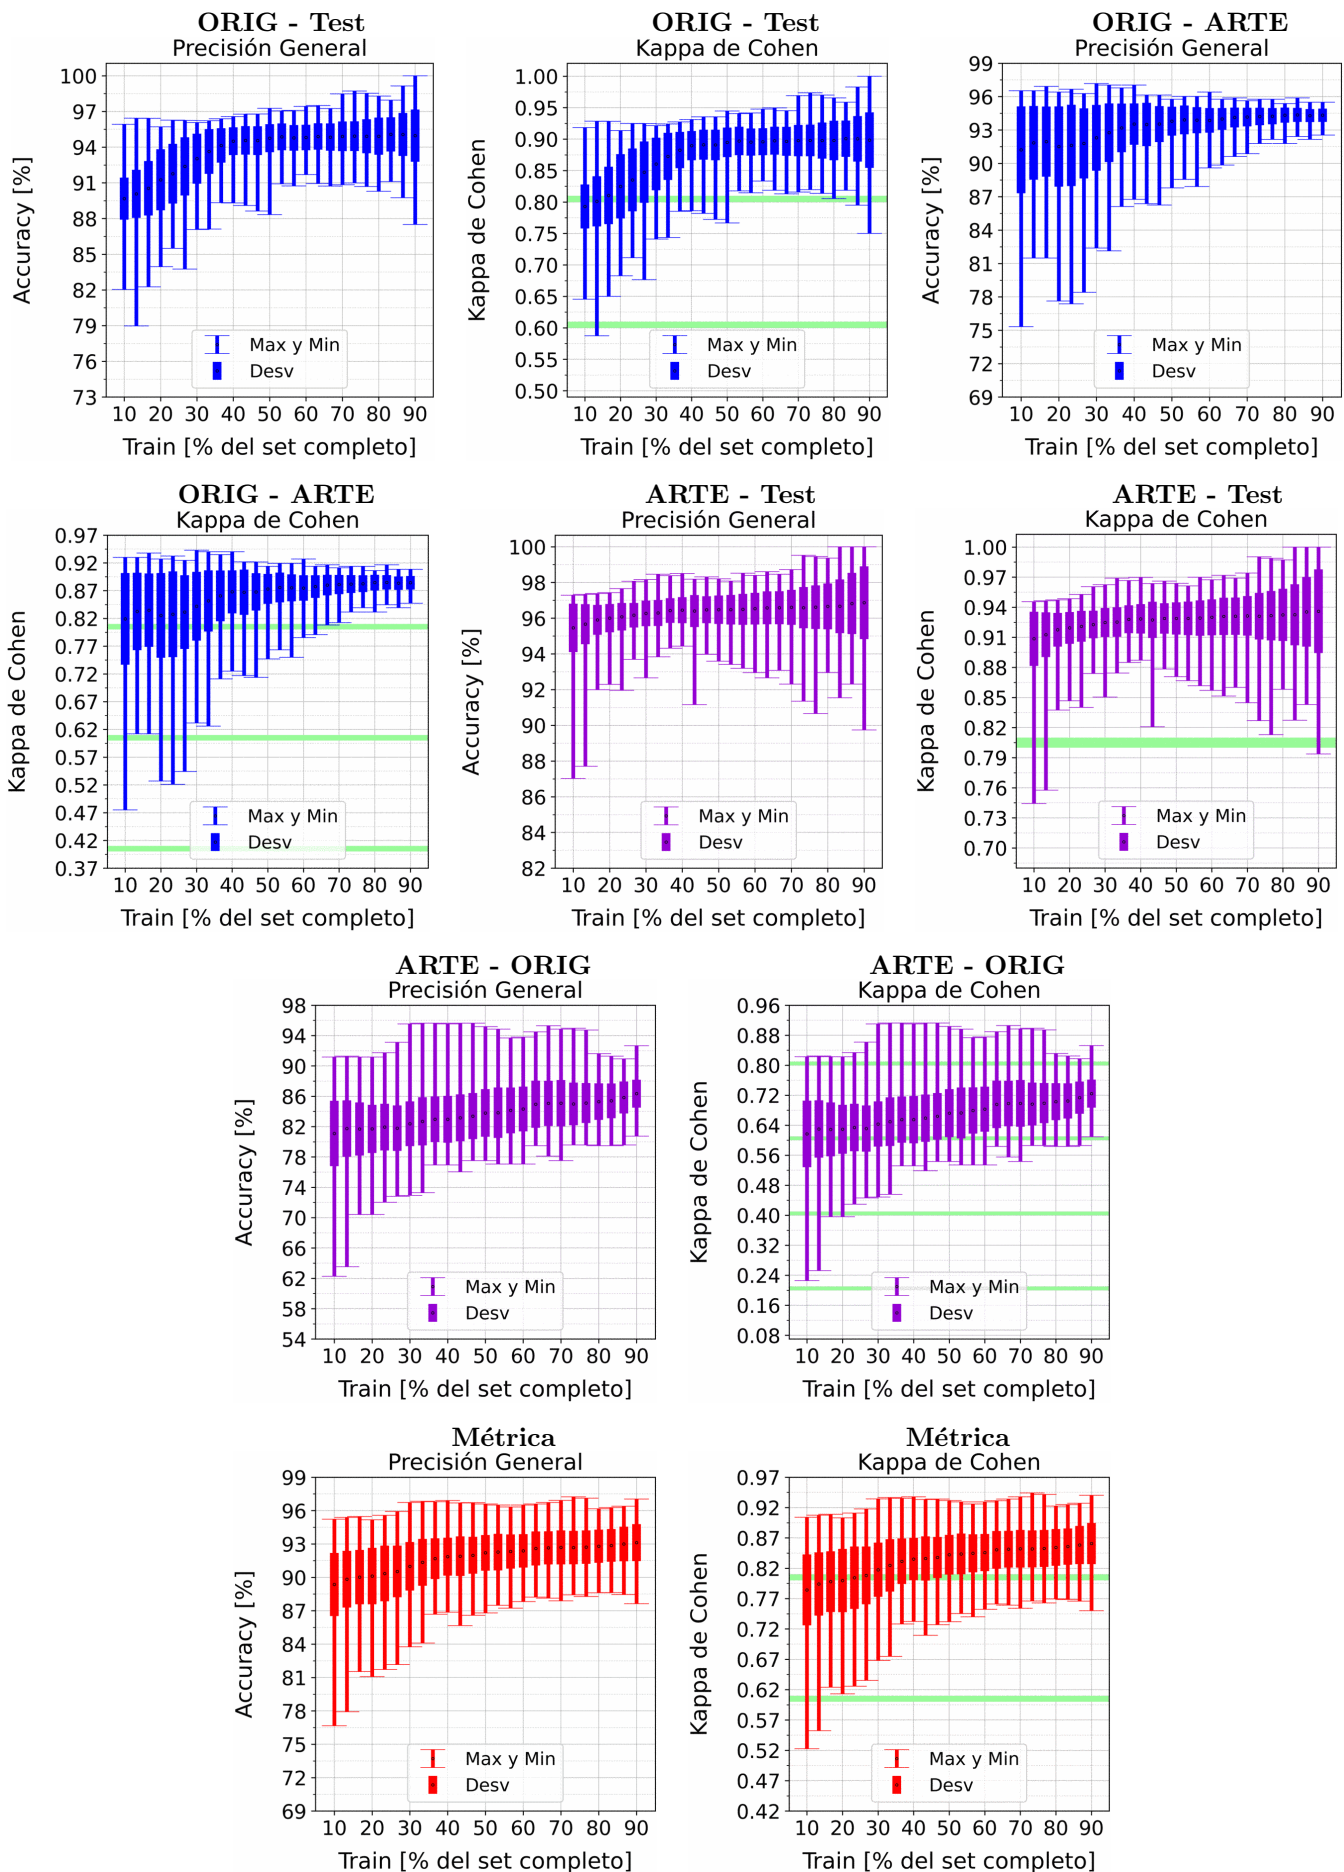 ORIG - Test
Precisión General
100
97
94
91
88
85
82
79
76
73
Accuracy [%]
Max y Min
Desv
10 20 30 40 50 60 70 80 90
Train [% del set completo]
ORIG - Test
Kappa de Cohen
1.00
0.95
0.90
0.85
0.80
0.75
0.70
0.65
0.60
0.55
0.50
Kappa de Cohen
Max y Min
Desv
10 20 30 40 50 60 70 80 90
Train [% del set completo]
ORIG - ARTE
Precisión General
99
96
93
90
87
84
81
78
75
72
69
Accuracy [%]
Max y Min
Desv
10 20 30 40 50 60 70 80 90
Train [% del set completo]
ORIG - ARTE
Kappa de Cohen
0.97
0.92
0.87
0.82
0.77
0.72
0.67
0.62
0.57
0.52
0.47
0.42
0.37
Kappa de Cohen
Max y Min
Desv
10 20 30 40 50 60 70 80 90
Train [% del set completo]
ARTE - Test
Precisión General
100
98
96
94
92
90
88
86
84
82
Accuracy [%]
Max y Min
Desv
10 20 30 40 50 60 70 80 90
Train [% del set completo]
ARTE - Test
Kappa de Cohen
1.00
0.97
0.94
0.91
0.88
0.85
0.82
0.79
0.76
0.73
0.70
Kappa de Cohen
Max y Min
Desv
10 20 30 40 50 60 70 80 90
Train [% del set completo]
ARTE - ORIG
Precisión General
98
94
90
86
82
78
74
70
66
62
58
54
Accuracy [%]
Max y Min
Desv
10 20 30 40 50 60 70 80 90
Train [% del set completo]
ARTE - ORIG
Kappa de Cohen
0.96
0.88
0.80
0.72
0.64
0.56
0.48
0.40
0.32
0.24
0.16
0.08
Kappa de Cohen
Max y Min
Desv
10 20 30 40 50 60 70 80 90
Train [% del set completo]
Métrica
Precisión General
99
96
93
90
87
84
81
78
75
72
69
Accuracy [%]
Max y Min
Desv
10 20 30 40 50 60 70 80 90
Train [% del set completo]
Métrica
Kappa de Cohen
0.97
0.92
0.87
0.82
0.77
0.72
0.67
0.62
0.57
0.52
0.47
0.42
Kappa de Cohen
Max y Min
Desv
10 20 30 40 50 60 70 80 90
Train [% del set completo]